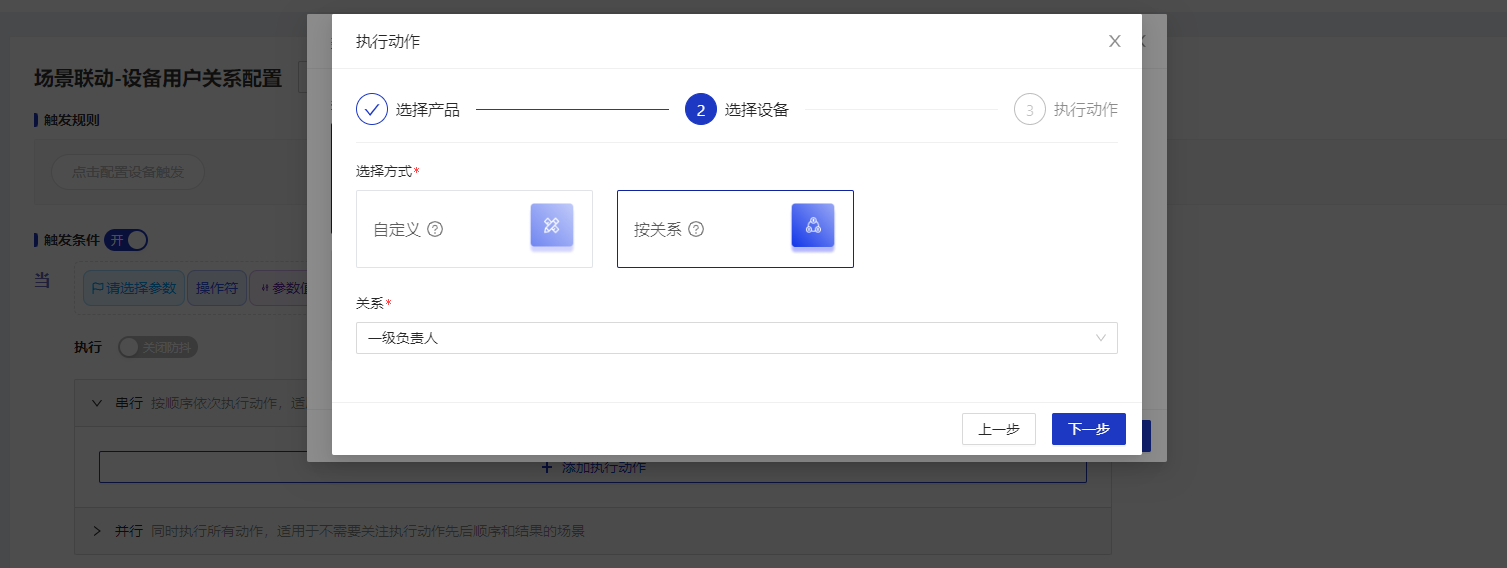 执行动作
选择产品
2 选择设备
3 执行动作
选择方式*
自定义
按关系
关系*
一级负责人
上一步
下一步
场景联动-设备用户关系配置
触发规则
点击配置设备触发
触发条件 开
当
请选择参数 操作符 参数值
执行 关闭防抖
串行 按顺序依次执行动作，适
添加执行动作
并行 同时执行所有动作，适用于不需要关注执行动作先后顺序和结果的场景